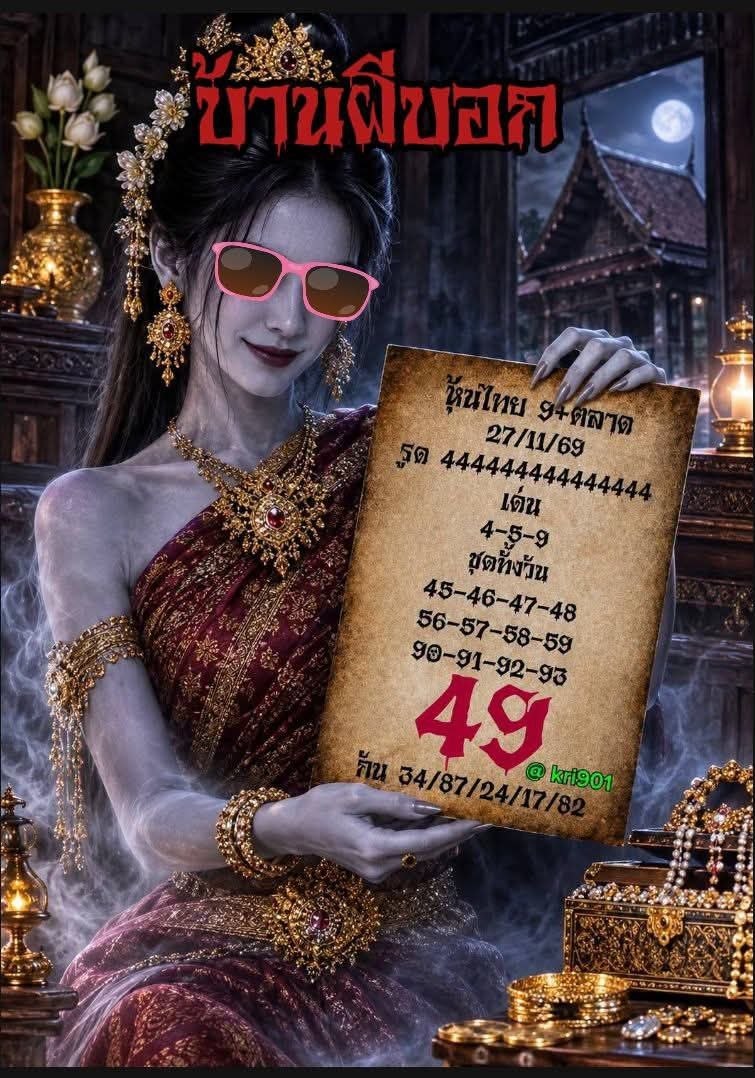 บ้านผีบอก
หุ้นไทย 9+ตลาด
27/11/69
รูด 444444444444444
เด่น
4-5-9
ชุดทั้งวัน
45-46-47-48
56-57-58-59
90-91-92-93
49
@ kri901
กัน 34/87/24/17/82